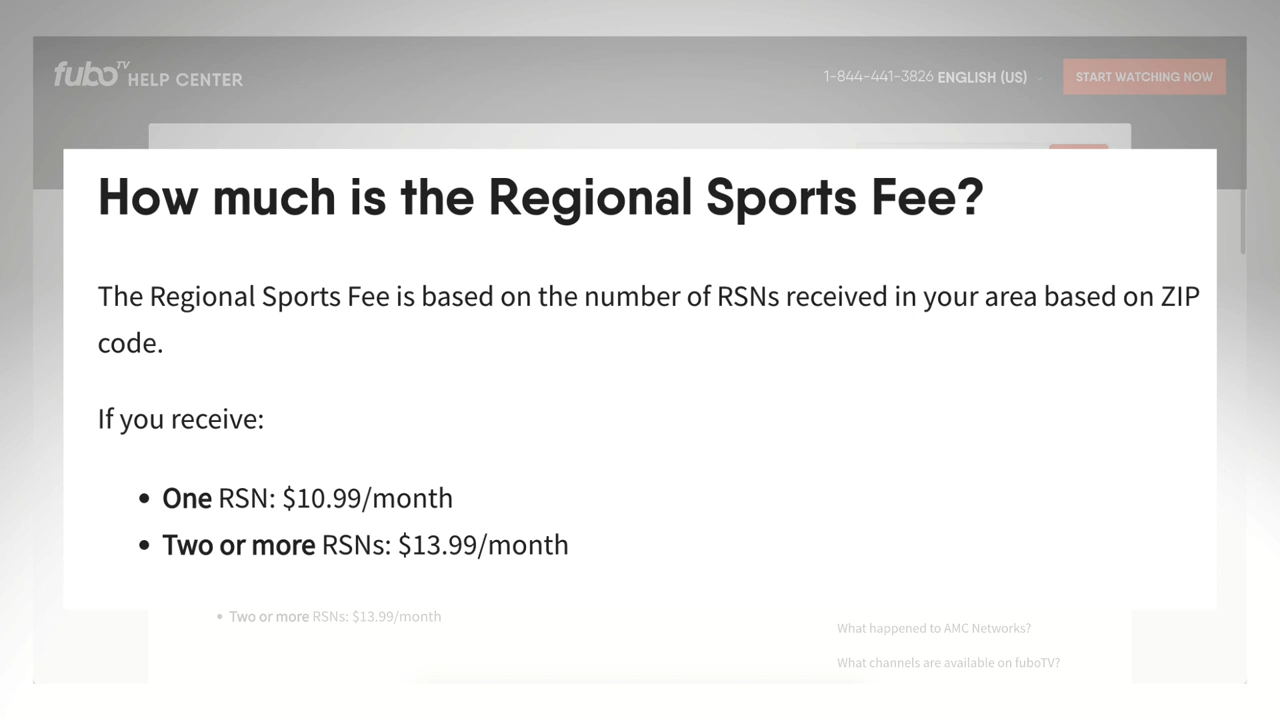 fuboTV HELP CENTER
1-844-441-3826 ENGLISH (US)
START WATCHING NOW
How much is the Regional Sports Fee?
The Regional Sports Fee is based on the number of RSNs received in your area based on ZIP
code.
If you receive:
• One RSN: $10.99/month
• Two or more RSNs: $13.99/month
• Two or more RSNs: $13.99/month
What happened to AMC Networks?
What channels are available on fuboTV?